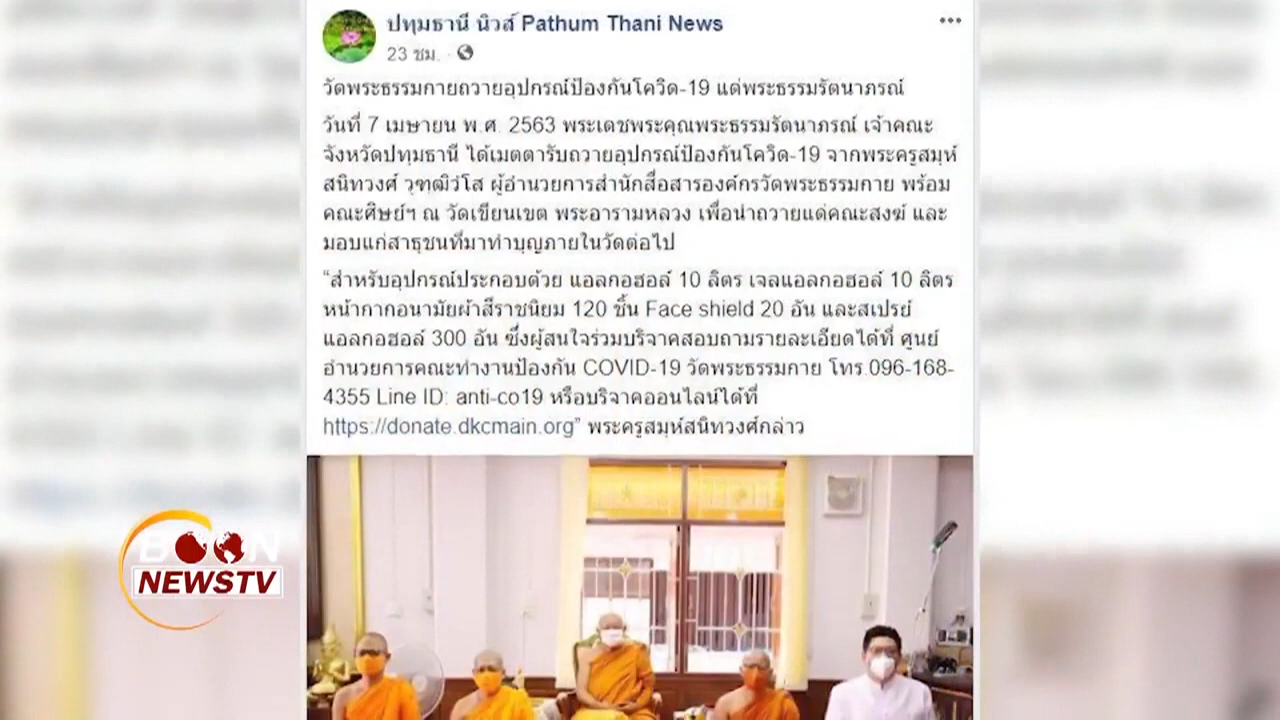 ปทุมธานี นิวส์ Pathum Thani News
23 ชม.
วัดพระธรรมกายถวายอุปกรณ์ป้องกันโควิด-19 แด่พระธรรมรัตนาภรณ์
วันที่ 7 เมษายน พ.ศ. 2563 พระเดชพระคุณพระธรรมรัตนาภรณ์ เจ้าคณะ
จังหวัดปทุมธานี ได้เมตตารับถวายอุปกรณ์ป้องกันโควิด-19 จากพระครูสมุห์
สนิทวงศ์ วุฑฺฒิวํโส ผู้อำนวยการสำนักสื่อสารองค์กรวัดพระธรรมกาย พร้อม
คณะศิษย์ฯ ณ วัดเขียนเขต พระอารามหลวง เพื่อนำถวายแด่คณะสงฆ์ และ
มอบแก่สาธุชนที่มาทำบุญภายในวัดต่อไป
“สำหรับอุปกรณ์ประกอบด้วย แอลกอฮอล์ 10 ลิตร เจลแอลกอฮอล์ 10 ลิตร
หน้ากากอนามัยผ้าสีราชนิยม 120 ชิ้น Face shield 20 อัน และสเปรย์
แอลกอฮอล์ 300 อัน ซึ่งผู้สนใจร่วมบริจาคสอบถามรายละเอียดได้ที่ ศูนย์
อำนวยการคณะทำงานป้องกัน COVID-19 วัดพระธรรมกาย โทร.096-168-
4355 Line ID: anti-co19 หรือบริจาคออนไลน์ได้ที่
https://donate.dkcmain.org” พระครูสมุห์สนิทวงศ์กล่าว
BOON
NEWSTV